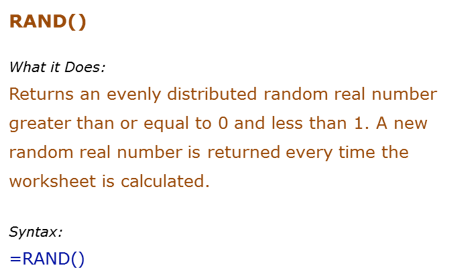 RAND()
What it Does:
Returns an evenly distributed random real number
greater than or equal to 0 and less than 1. A new
random real number is returned every time the
worksheet is calculated.
Syntax:
=RAND()